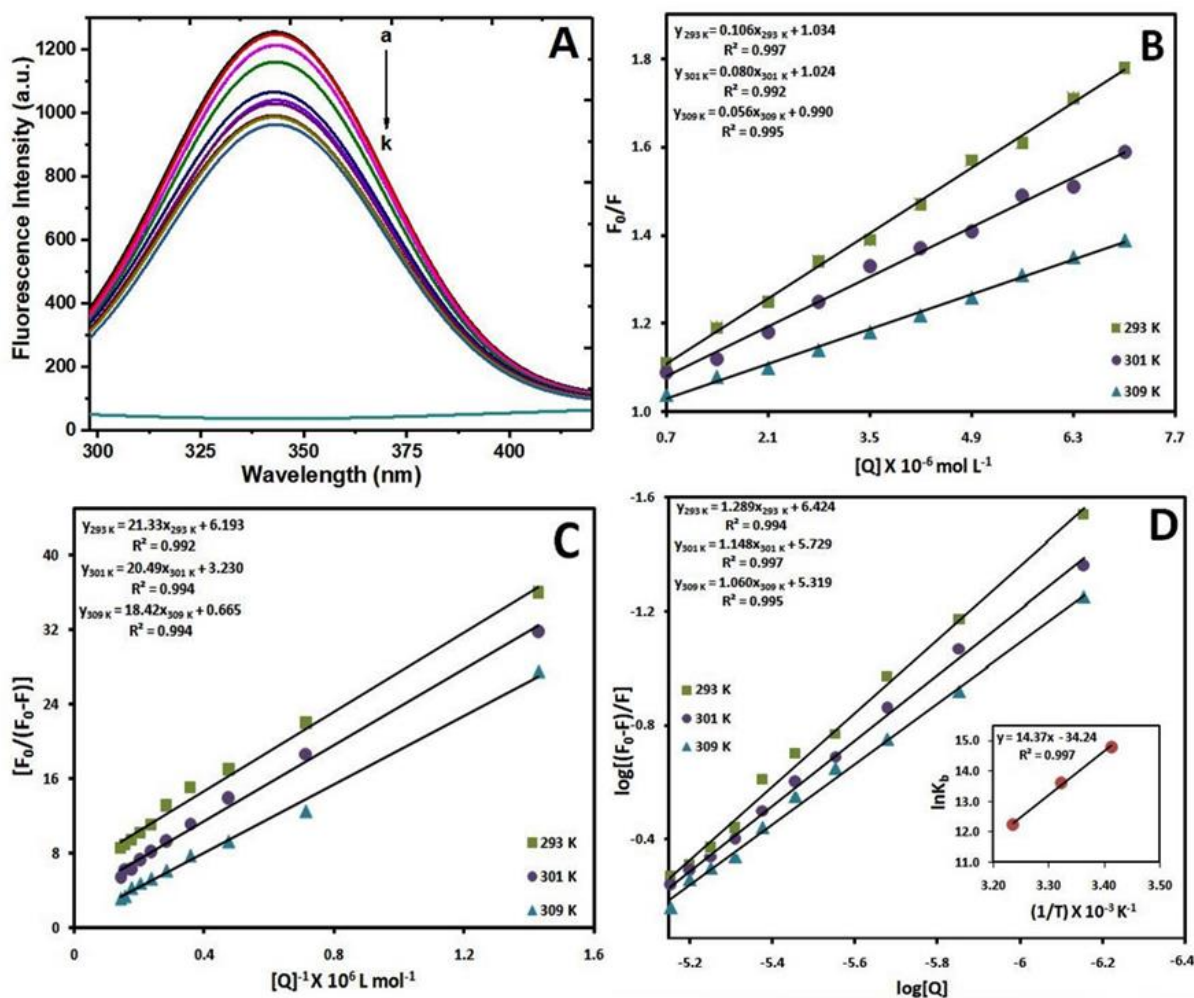 A
a
k
1200
1000
800
600
400
200
0
Fluorescence Intensity (a.u.)
300
325
350
375
400
Wavelength (nm)
B
y293 K = 0.106x293 K + 1.034
R² = 0.997
y301 K = 0.080x301 K + 1.024
R² = 0.992
y309 K = 0.056x309 K + 0.990
R² = 0.995
1.8
1.6
1.4
1.2
1.0
F0/F
293 K
301 K
309 K
0.7
2.1
3.5
4.9
6.3
7.7
[Q] X 10⁻⁶ mol L⁻¹
C
y293 K = 21.33x293 K + 6.193
R² = 0.992
y301 K = 20.49x301 K + 3.230
R² = 0.994
y309 K = 18.42x309 K + 0.665
R² = 0.994
40
32
24
16
8
0
[F0/(F0-F)]
293 K
301 K
309 K
0
0.4
0.8
1.2
1.6
[Q]⁻¹ X 10⁶ L mol⁻¹
D
y293 K = 1.289x293 K + 6.424
R² = 0.994
y301 K = 1.148x301 K + 5.729
R² = 0.997
y309 K = 1.060x309 K + 5.319
R² = 0.995
-1.6
-1.2
-0.8
-0.4
log[(F0-F)/F]
293 K
301 K
309 K
y = 14.37x - 34.24
R² = 0.997
15.0
14.0
13.0
12.0
11.0
lnKb
3.20
3.30
3.40
3.50
(1/T) X 10⁻³ K⁻¹
-5.2
-5.4
-5.6
-5.8
-6
-6.2
-6.4
log[Q]